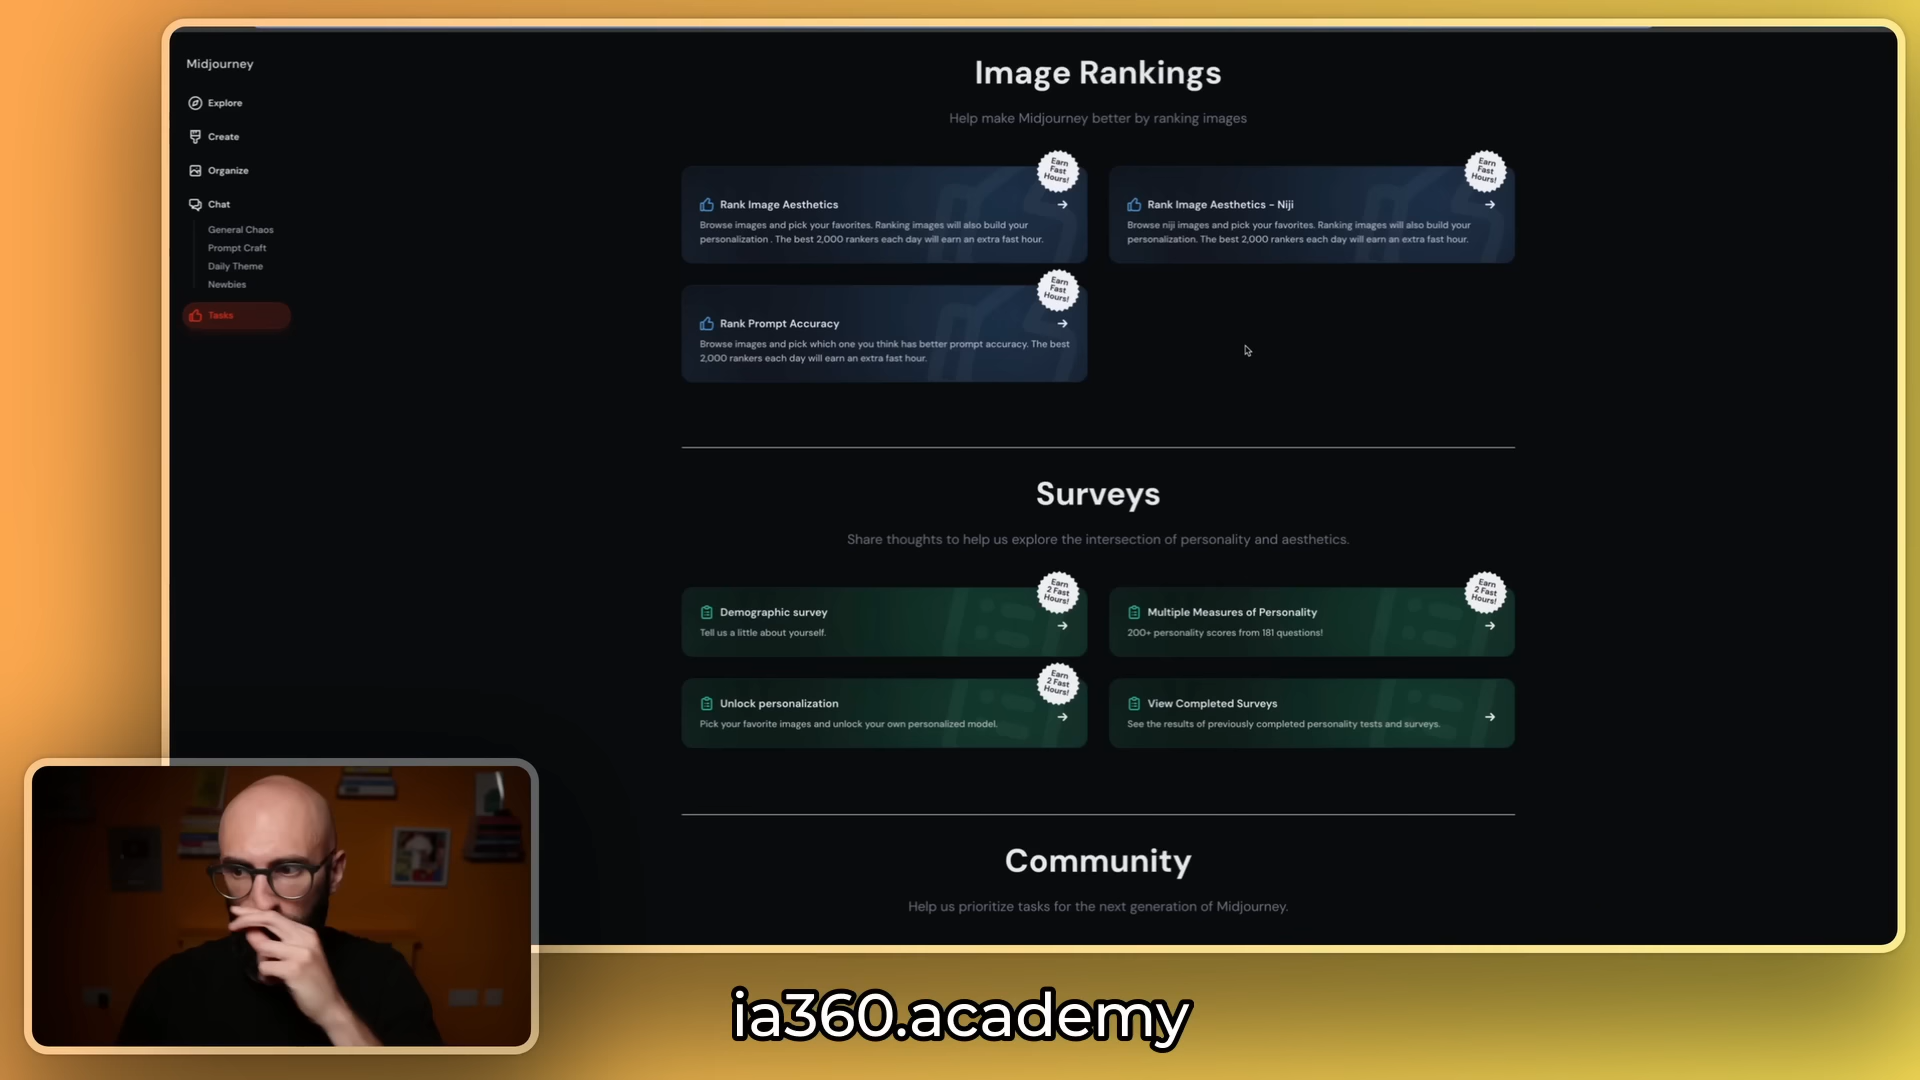 Midjourney
Explore
Create
Organize
Chat
General Chaos
Prompt Craft
Daily Theme
Newbies
Tasks
Image Rankings
Help make Midjourney better by ranking images
Earn
Fast
Hours!
Rank Image Aesthetics
Browse images and pick your favorites. Ranking images will also build your
personalization . The best 2,000 rankers each day will earn an extra fast hour.
Earn
Fast
Hours!
Rank Image Aesthetics - Niji
Browse niji images and pick your favorites. Ranking images will also build your
personalization. The best 2,000 rankers each day will earn an extra fast hour.
Earn
Fast
Hours!
Rank Prompt Accuracy
Browse images and pick which one you think has better prompt accuracy. The best
2,000 rankers each day will earn an extra fast hour.
Surveys
Share thoughts to help us explore the intersection of personality and aesthetics.
Earn
2 Fast
Hours!
Demographic survey
Tell us a little about yourself.
Earn
2 Fast
Hours!
Multiple Measures of Personality
200+ personality scores from 181 questions!
Earn
2 Fast
Hours!
Unlock personalization
Pick your favorite images and unlock your own personalized model.
View Completed Surveys
See the results of previously completed personality tests and surveys.
Community
Help us prioritize tasks for the next generation of Midjourney.
ia360.academy